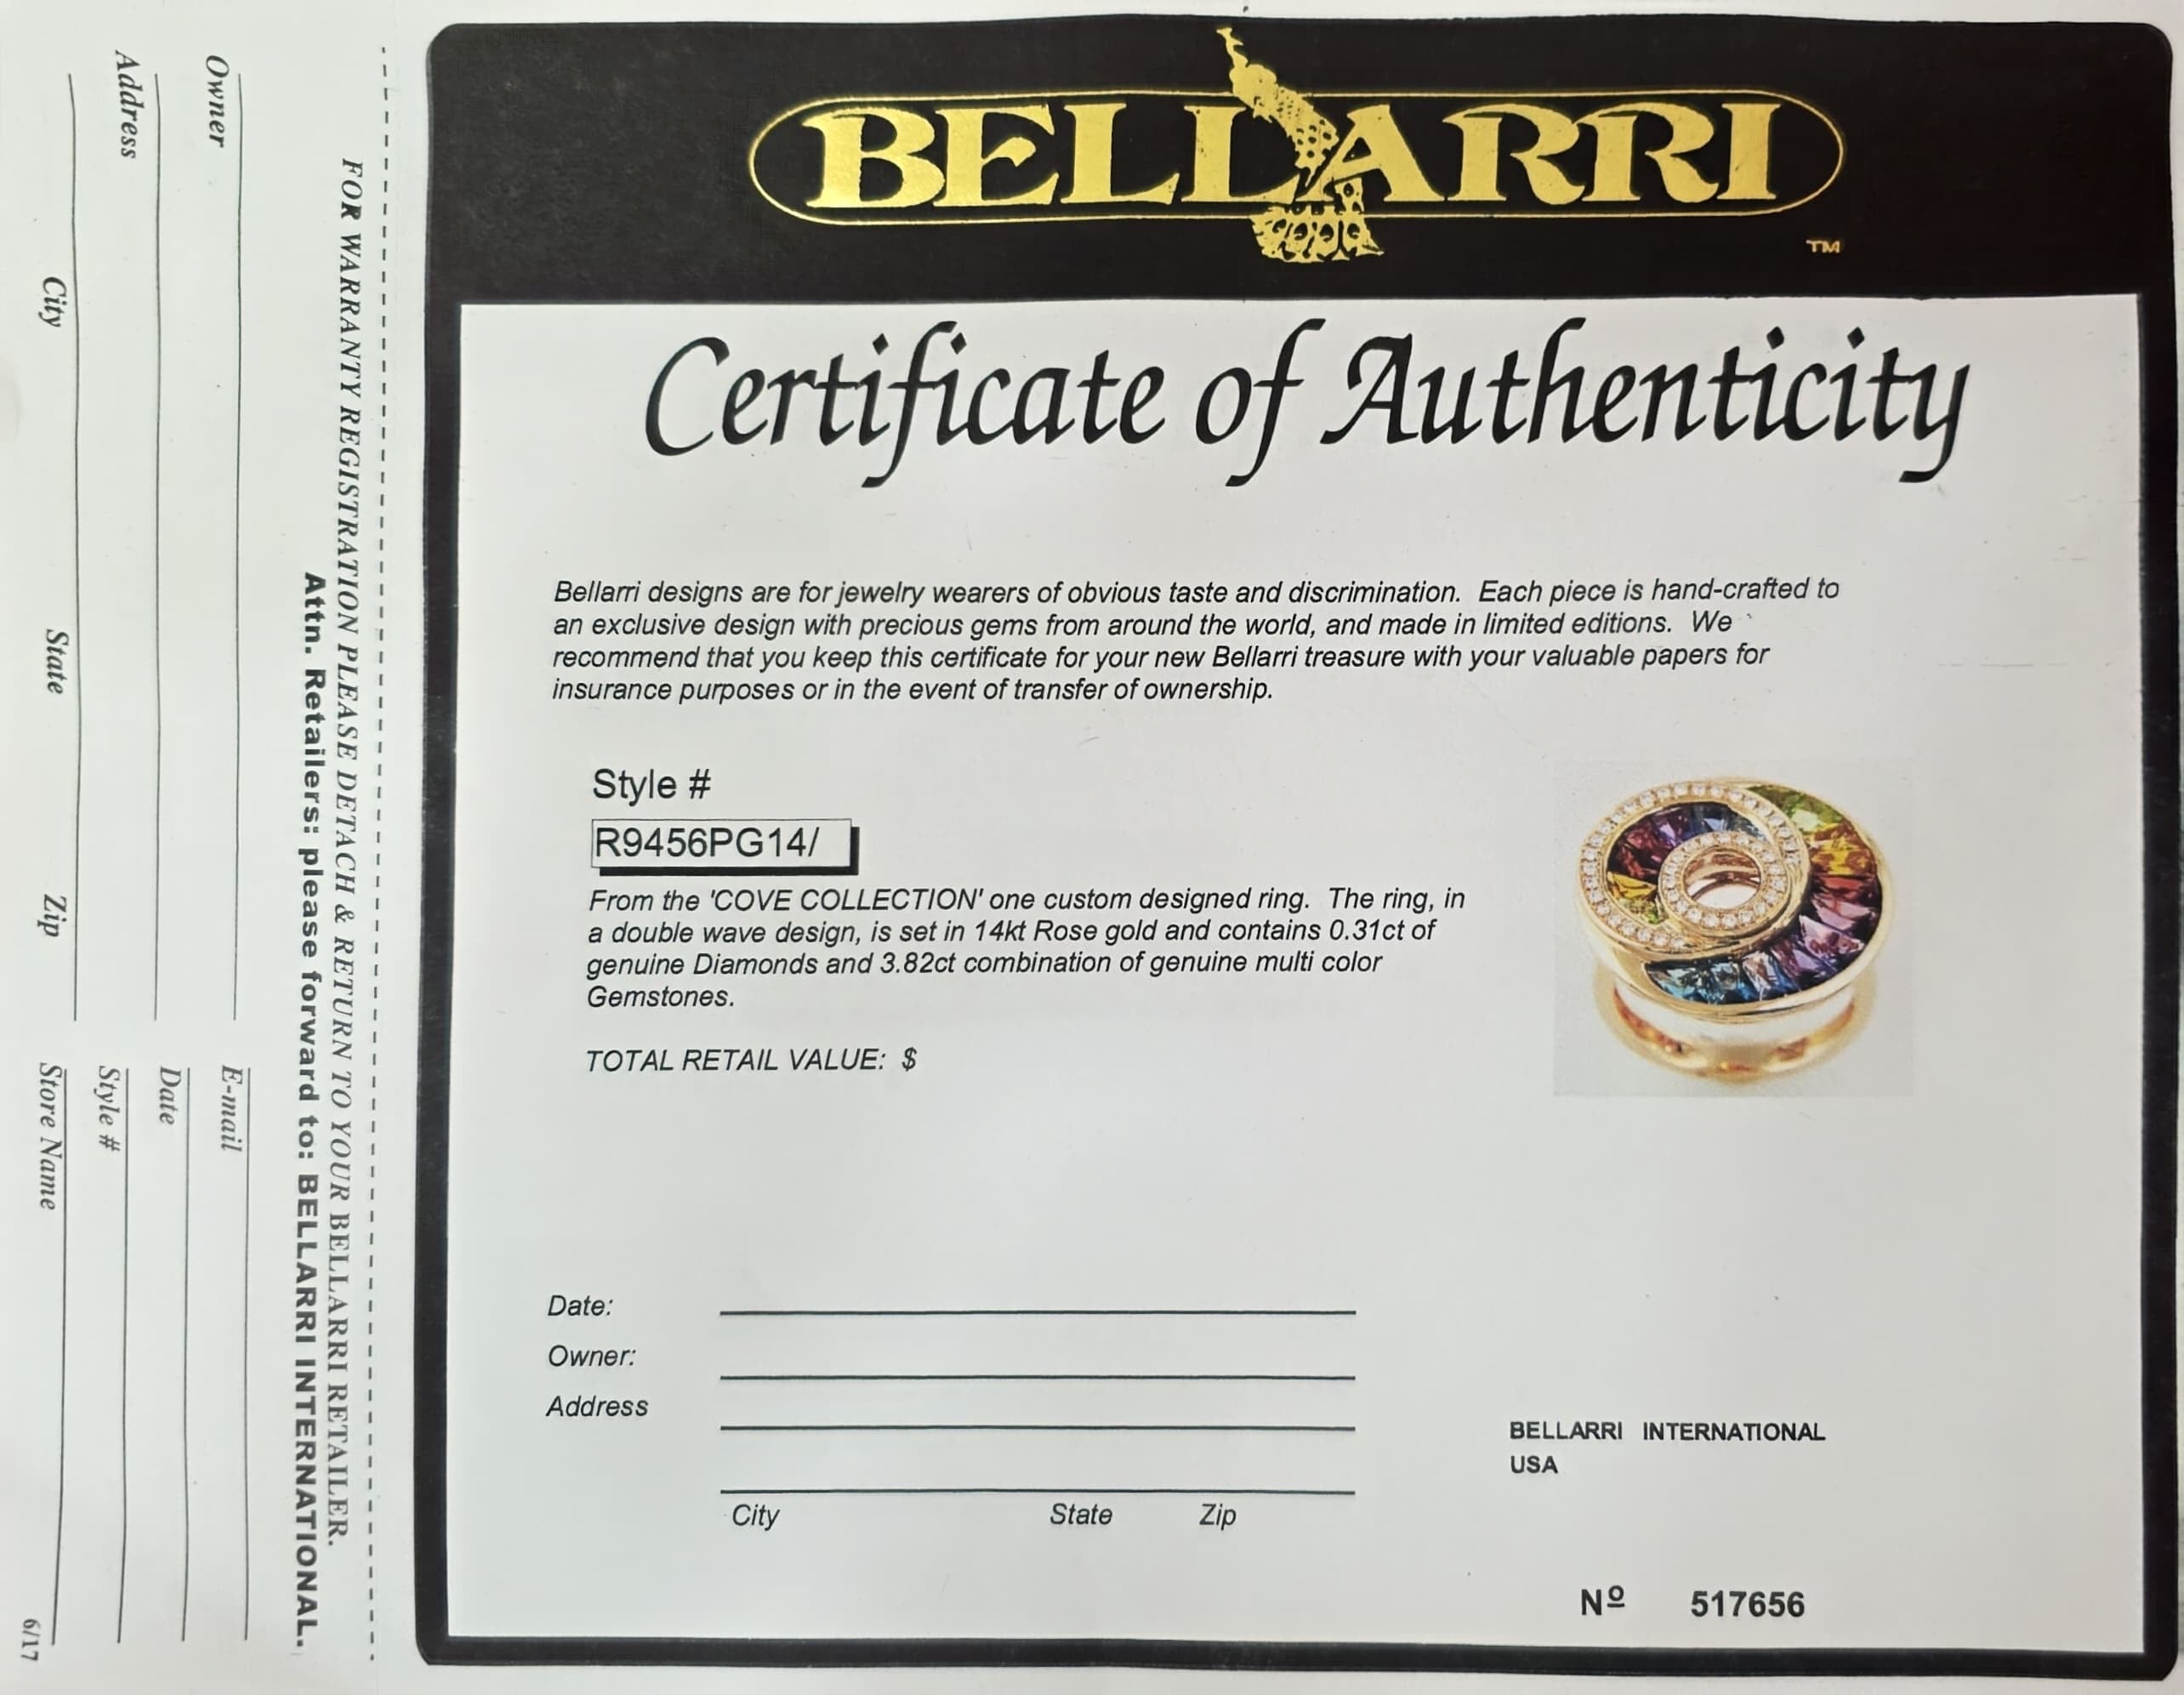 BELLARRI
TM
Certificate of Authenticity
Bellarri designs are for jewelry wearers of obvious taste and discrimination. Each piece is hand-crafted to
an exclusive design with precious gems from around the world, and made in limited editions. We
recommend that you keep this certificate for your new Bellarri treasure with your valuable papers for
insurance purposes or in the event of transfer of ownership.
Style #
R9456PG14/
From the 'COVE COLLECTION' one custom designed ring. The ring, in
a double wave design, is set in 14kt Rose gold and contains 0.31ct of
genuine Diamonds and 3.82ct combination of genuine multi color
Gemstones.
TOTAL RETAIL VALUE: $
Date:
Owner:
Address
City State Zip
BELLARRI INTERNATIONAL
USA
Nº 517656
FOR WARRANTY REGISTRATION PLEASE DETACH & RETURN TO YOUR BELLARRI RETAILER.
Attn. Retailers: please forward to: BELLARRI INTERNATIONAL.
Owner
E-mail
Address
Date
Style #
City State Zip
Store Name
6/17